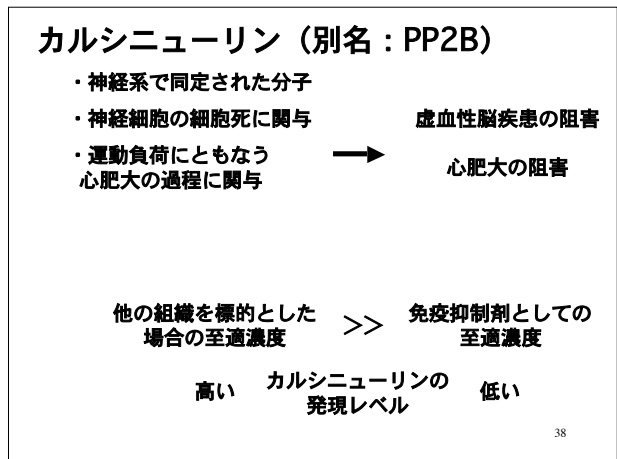 カルシニューリン（別名：PP2B）
・神経系で同定された分子
・神経細胞の細胞死に関与
虚血性脳疾患の阻害
・運動負荷にともなう
心肥大の過程に関与
心肥大の阻害
他の組織を標的とした
場合の至適濃度
>>
免疫抑制剤としての
至適濃度
高い
カルシニューリンの
発現レベル
低い
38